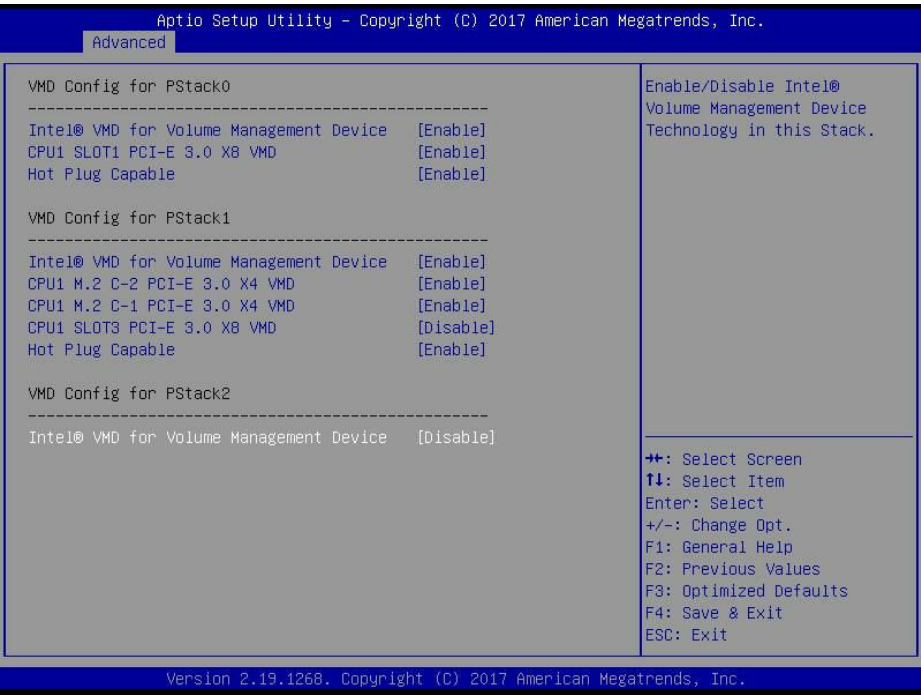 Aptio Setup Utility – Copyright (C) 2017 American Megatrends, Inc.
Advanced
VMD Config for PStack0
--------------------------------------------------
Intel® VMD for Volume Management Device [Enable]
CPU1 SLOT1 PCI-E 3.0 X8 VMD [Enable]
Hot Plug Capable [Enable]
VMD Config for PStack1
--------------------------------------------------
Intel® VMD for Volume Management Device [Enable]
CPU1 M.2 C-2 PCI-E 3.0 X4 VMD [Enable]
CPU1 M.2 C-1 PCI-E 3.0 X4 VMD [Enable]
CPU1 SLOT3 PCI-E 3.0 X8 VMD [Disable]
Hot Plug Capable [Enable]
VMD Config for PStack2
--------------------------------------------------
Intel® VMD for Volume Management Device [Disable]
Enable/Disable Intel®
Volume Management Device
Technology in this Stack.
→←: Select Screen
↑↓: Select Item
Enter: Select
+/-: Change Opt.
F1: General Help
F2: Previous Values
F3: Optimized Defaults
F4: Save & Exit
ESC: Exit
Version 2.19.1268. Copyright (C) 2017 American Megatrends, Inc.